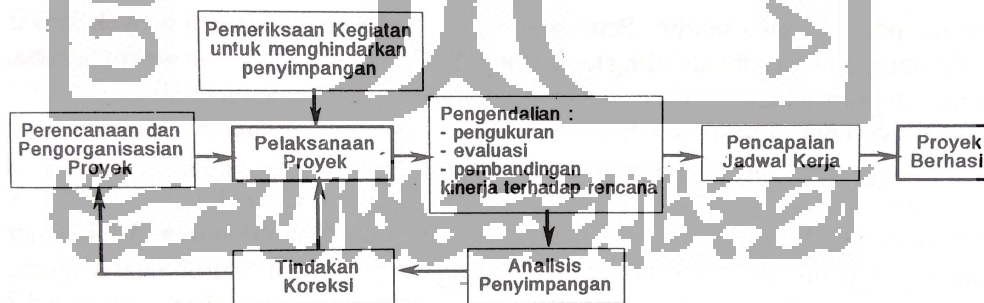 Pemeriksaan Kegiatan
untuk menghindarkan
penyimpangan
Perencanaan dan
Pengorganisasian
Proyek
Pelaksanaan
Proyek
Pengendalian :
- pengukuran
- evaluasi
- pembandingan
kinerja terhadap rencana
Pencapaian
Jadwal Kerja
Proyek
Berhasi
Tindakan
Koreksi
Analisis
Penyimpangan